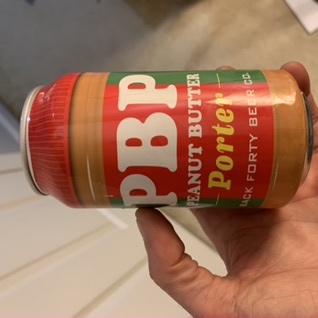 PBP
PEANUT BUTTER
Porter
BACK FORTY BEER CO.